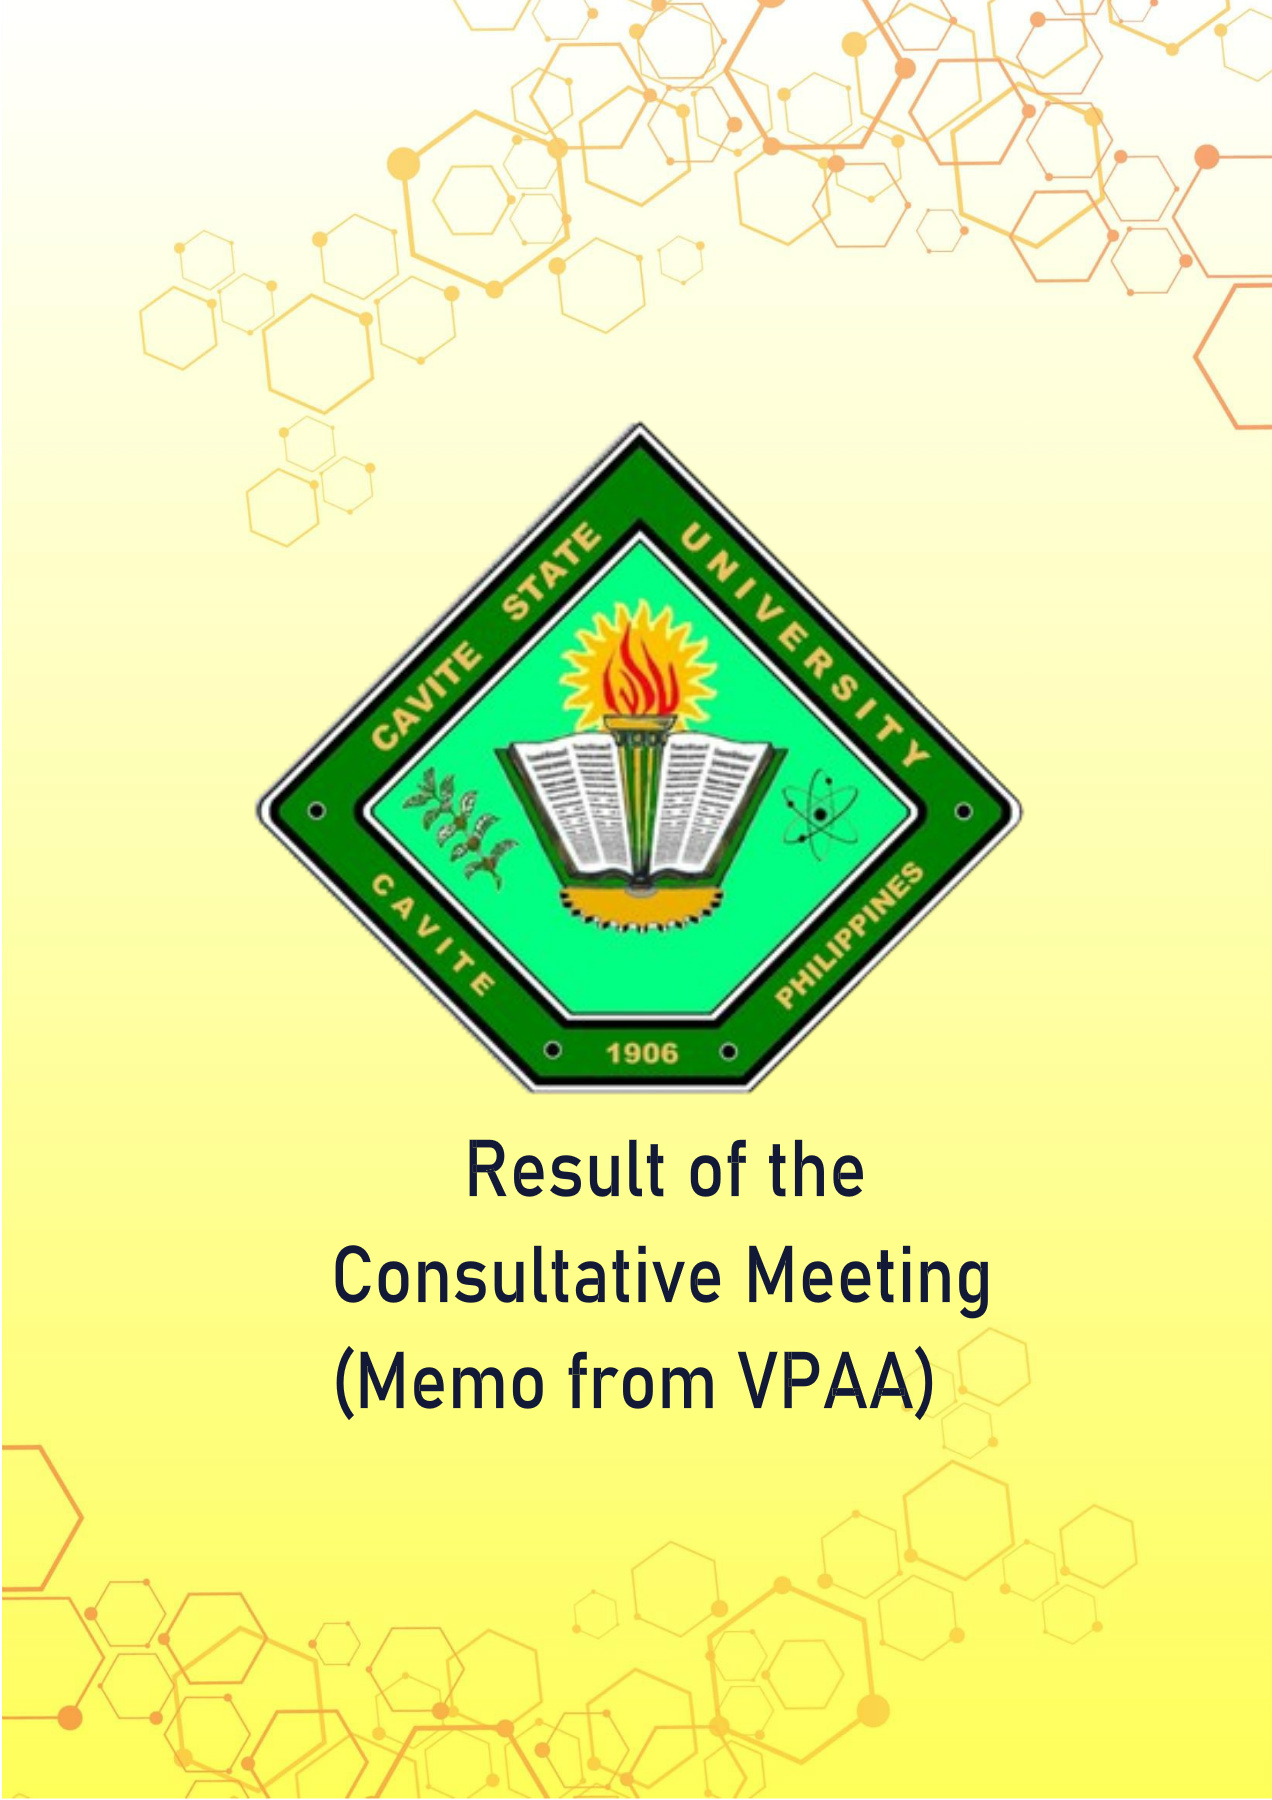 CAVITE STATE UNIVERSITY
CAVITE
PHILIPPINES
1906
Result of the
Consultative Meeting
(Memo from VPAA)